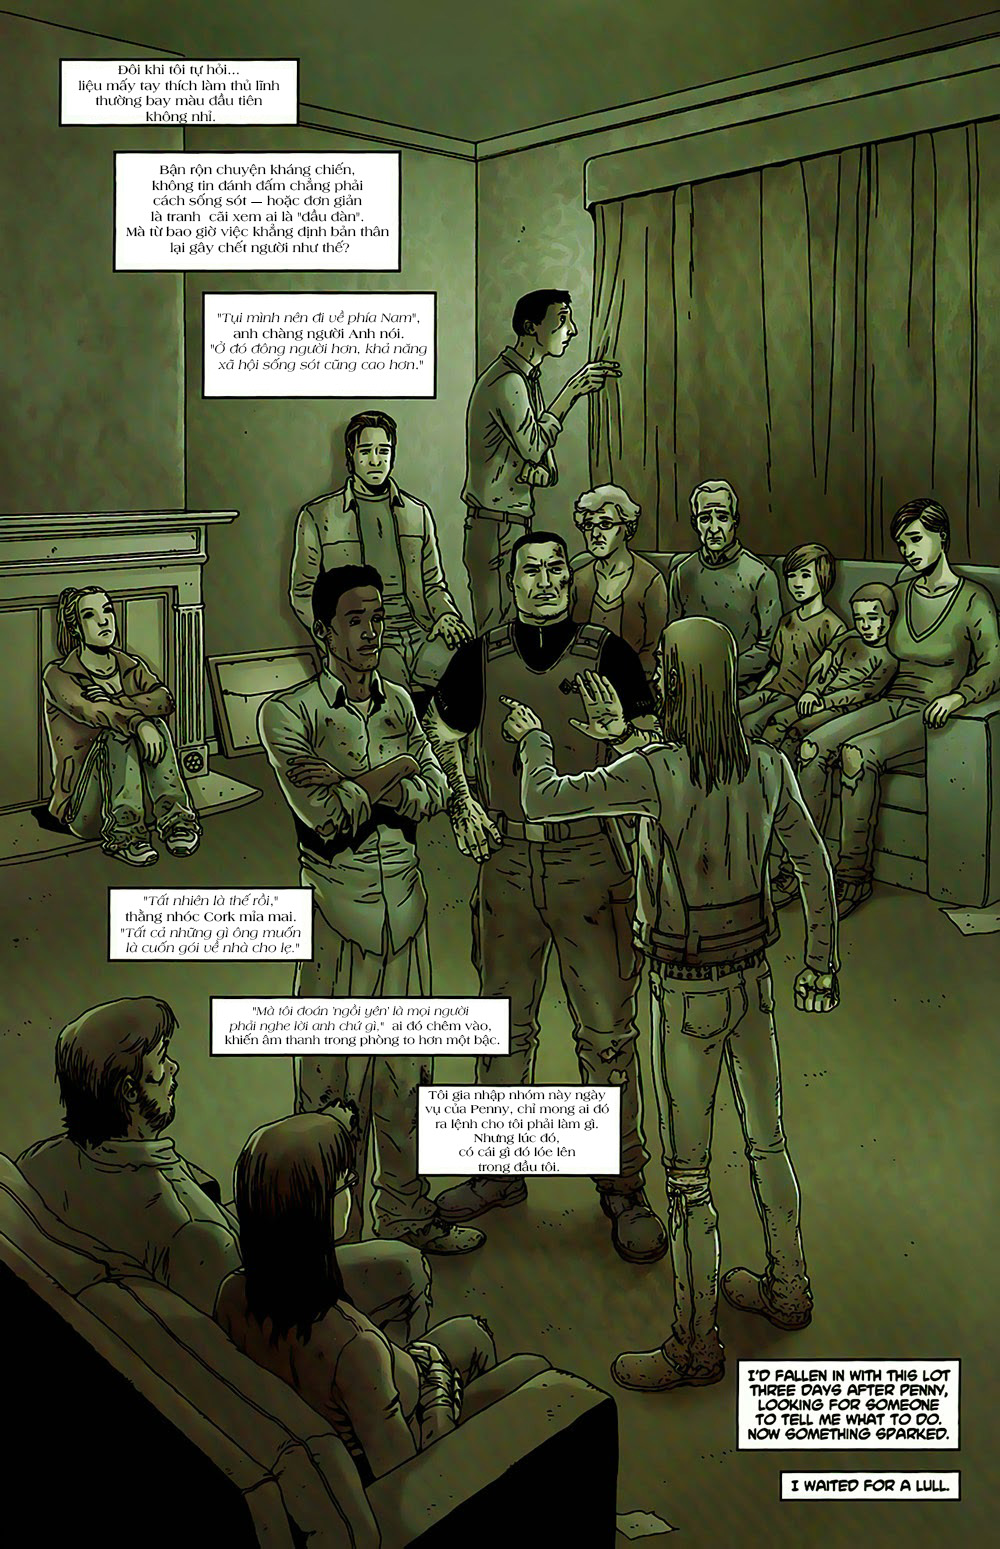 Đôi khi tôi tự hỏi...
liệu mấy tay thích làm thủ lĩnh
thường bay màu đầu tiên
không nhỉ.
Bận rộn chuyện kháng chiến,
không tin đánh đấm chẳng phải
cách sống sót — hoặc đơn giản
là tranh cãi xem ai là "đầu đàn".
Mà từ bao giờ việc khẳng định bản thân
lại gây chết người như thế?
"Tụi mình nên đi về phía Nam",
anh chàng người Anh nói.
"Ở đó đông người hơn, khả năng
xã hội sống sót cũng cao hơn."
"Tất nhiên là thế rồi,"
thằng nhóc Cork mỉa mai.
"Tất cả những gì ông muốn
là cuốn gói về nhà cho lẹ."
"Mà tôi đoán 'ngồi yên' là mọi người
phải nghe lời anh chứ gì," ai đó chêm vào,
khiến âm thanh trong phòng to hơn một bậc.
Tôi gia nhập nhóm này ngày
vụ của Penny, chỉ mong ai đó
ra lệnh cho tôi phải làm gì.
Nhưng lúc đó,
có cái gì đó lóe lên
trong đầu tôi.
I'D FALLEN IN WITH THIS LOT
THREE DAYS AFTER PENNY,
LOOKING FOR SOMEONE
TO TELL ME WHAT TO DO.
NOW SOMETHING SPARKED.
I WAITED FOR A LULL.